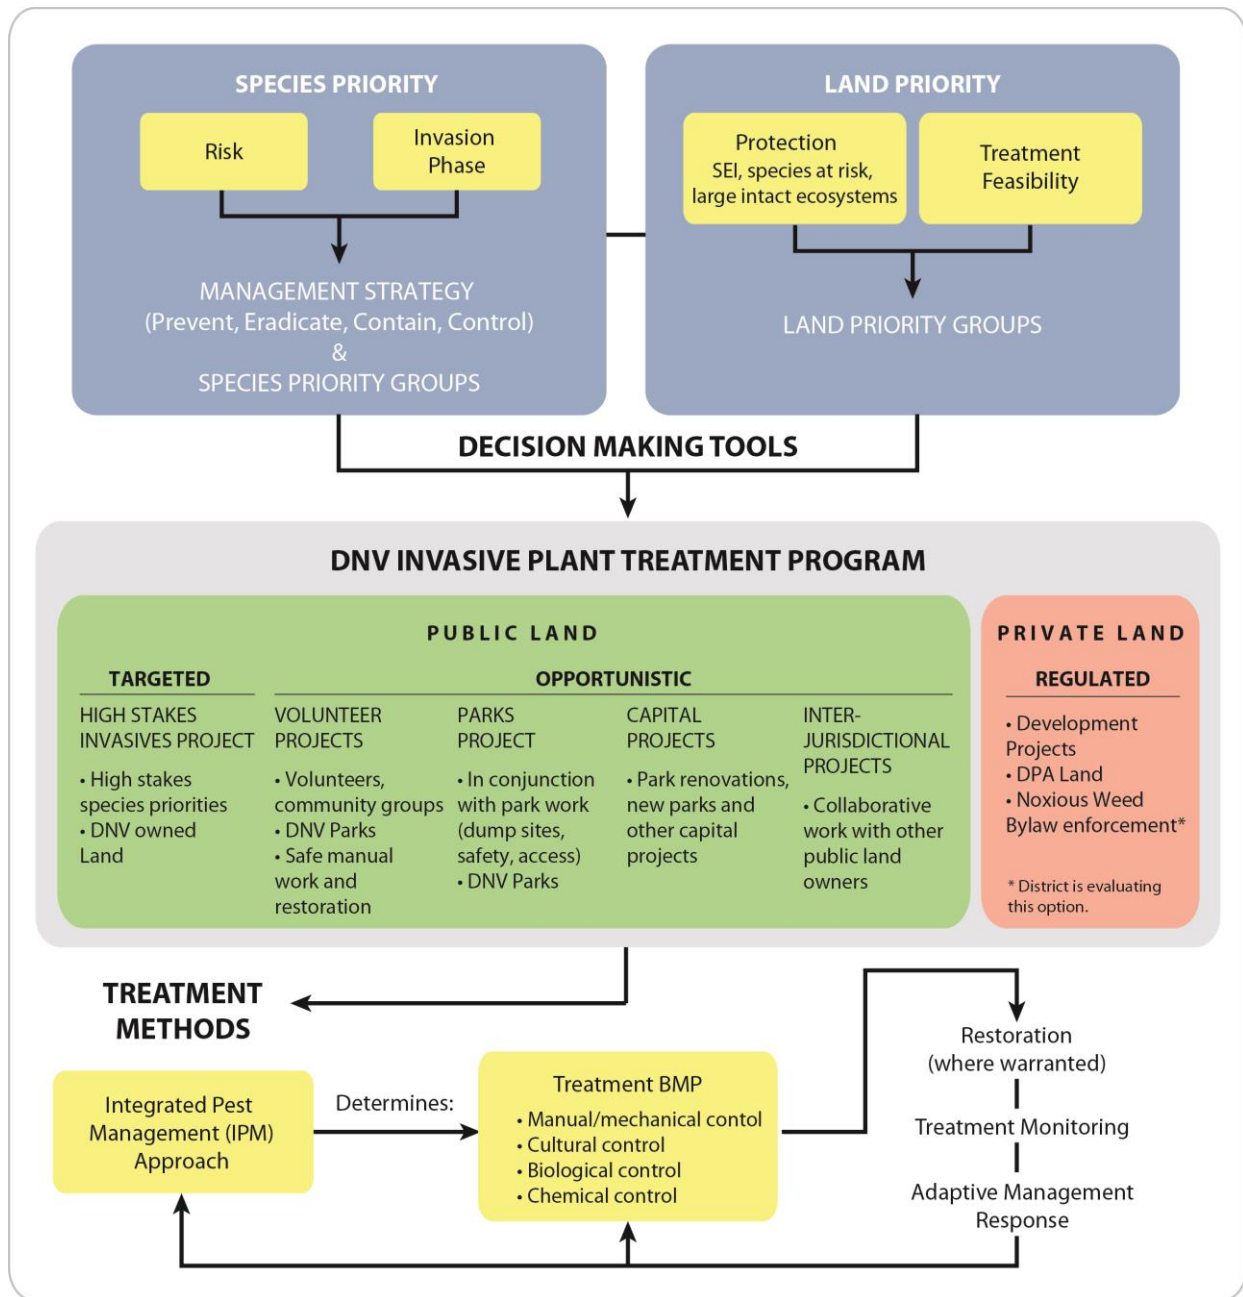 SPECIES PRIORITY
Risk
Invasion
Phase
MANAGEMENT STRATEGY
(Prevent, Eradicate, Contain, Control)
&
SPECIES PRIORITY GROUPS
LAND PRIORITY
Protection
SEI, species at risk,
large intact ecosystems
Treatment
Feasibility
LAND PRIORITY GROUPS
DECISION MAKING TOOLS
DNV INVASIVE PLANT TREATMENT PROGRAM
PUBLIC LAND
TARGETED
HIGH STAKES
INVASIVES PROJECT
• High stakes
species priorities
• DNV owned
Land
OPPORTUNISTIC
VOLUNTEER
PROJECTS
• Volunteers,
community groups
• DNV Parks
• Safe manual
work and
restoration
PARKS
PROJECT
• In conjunction
with park work
(dump sites,
safety, access)
• DNV Parks
CAPITAL
PROJECTS
• Park renovations,
new parks and
other capital
projects
INTER-
JURISDICTIONAL
PROJECTS
• Collaborative
work with other
public land
owners
PRIVATE LAND
REGULATED
• Development
Projects
• DPA Land
• Noxious Weed
Bylaw enforcement*
* District is evaluating
this option.
TREATMENT
METHODS
Integrated Pest
Management (IPM)
Approach
Determines:
Treatment BMP
• Manual/mechanical contol
• Cultural control
• Biological control
• Chemical control
Restoration
(where warranted)
Treatment Monitoring
Adaptive Management
Response